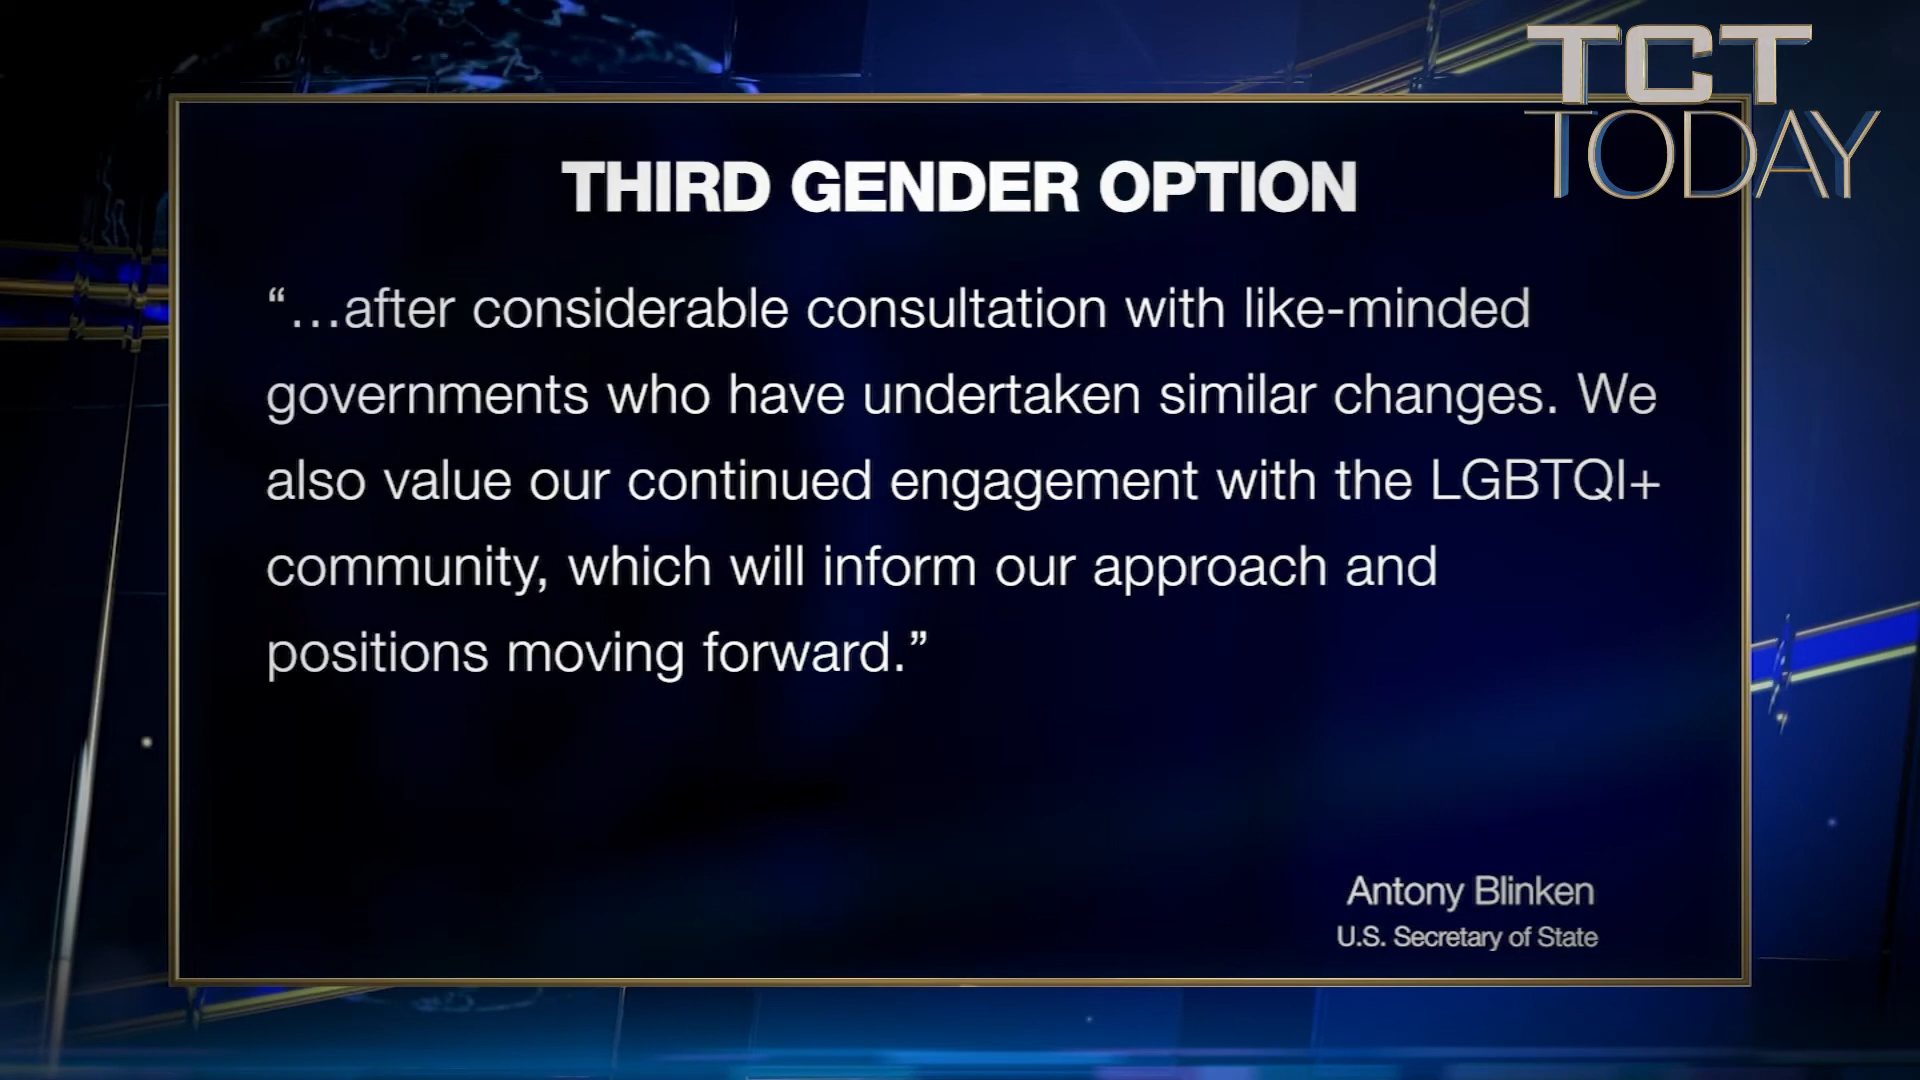 TCT
TODAY
THIRD GENDER OPTION
“...after considerable consultation with like-minded
governments who have undertaken similar changes. We
also value our continued engagement with the LGBTQI+
community, which will inform our approach and
positions moving forward.”
Antony Blinken
U.S. Secretary of State